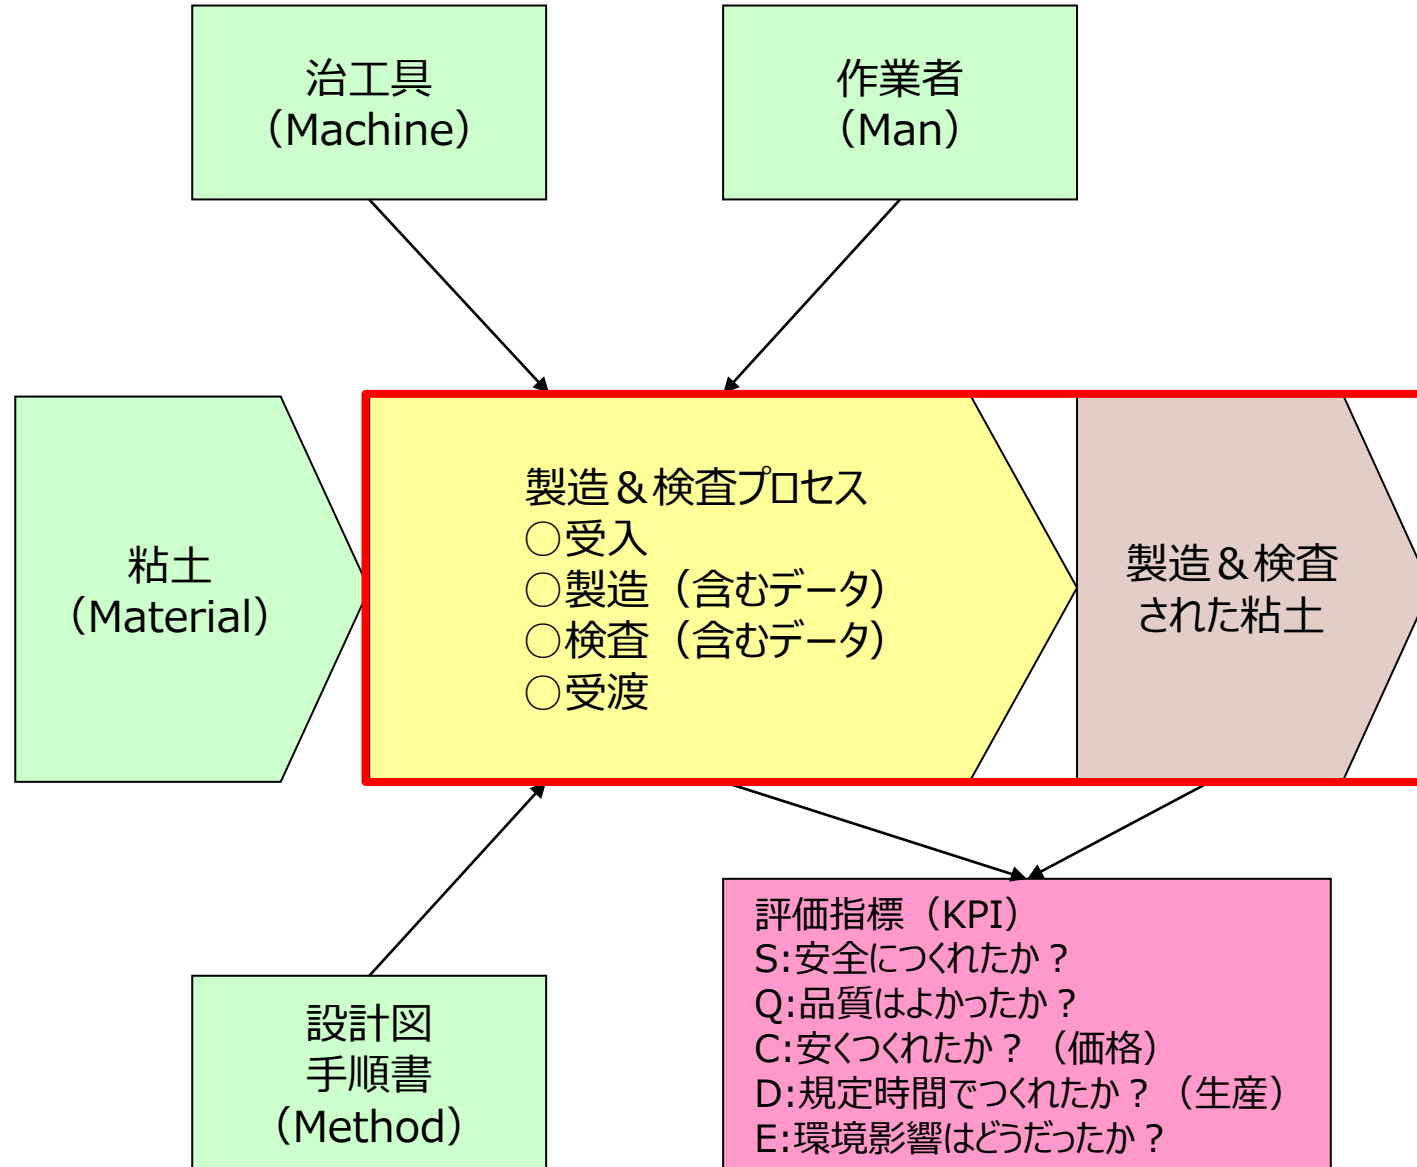 治工具
（Machine）
作業者
（Man）
粘土
（Material）
製造＆検査プロセス
○受入
○製造（含むデータ）
○検査（含むデータ）
○受渡
製造＆検査
された粘土
設計図
手順書
（Method）
評価指標（KPI）
S:安全につくれたか？
Q:品質はよかったか？
C:安くつくれたか？（価格）
D:規定時間でつくれたか？（生産）
E:環境影響はどうだったか？